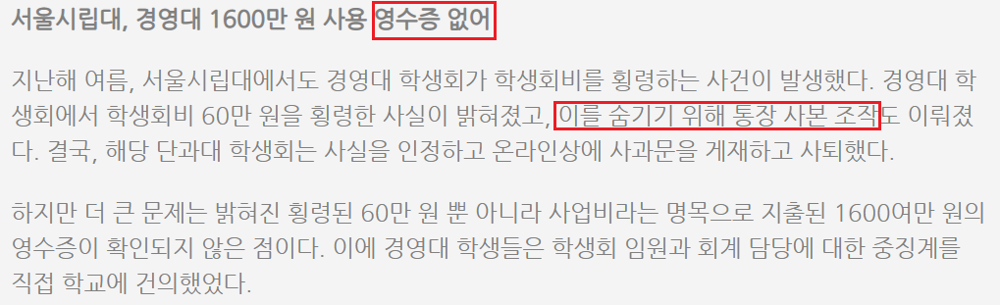 서울시립대, 경영대 1600만 원 사용 영수증 없어
지난해 여름, 서울시립대에서도 경영대 학생회가 학생회비를 횡령하는 사건이 발생했다. 경영대 학
생회에서 학생회비 60만 원을 횡령한 사실이 밝혀졌고, 이를 숨기기 위해 통장 사본 조작도 이뤄졌
다. 결국, 해당 단과대 학생회는 사실을 인정하고 온라인상에 사과문을 게재하고 사퇴했다.
하지만 더 큰 문제는 밝혀진 횡령된 60만 원 뿐 아니라 사업비라는 명목으로 지출된 1600여만 원의
영수증이 확인되지 않은 점이다. 이에 경영대 학생들은 학생회 임원과 회계 담당에 대한 중징계를
직접 학교에 건의했었다.